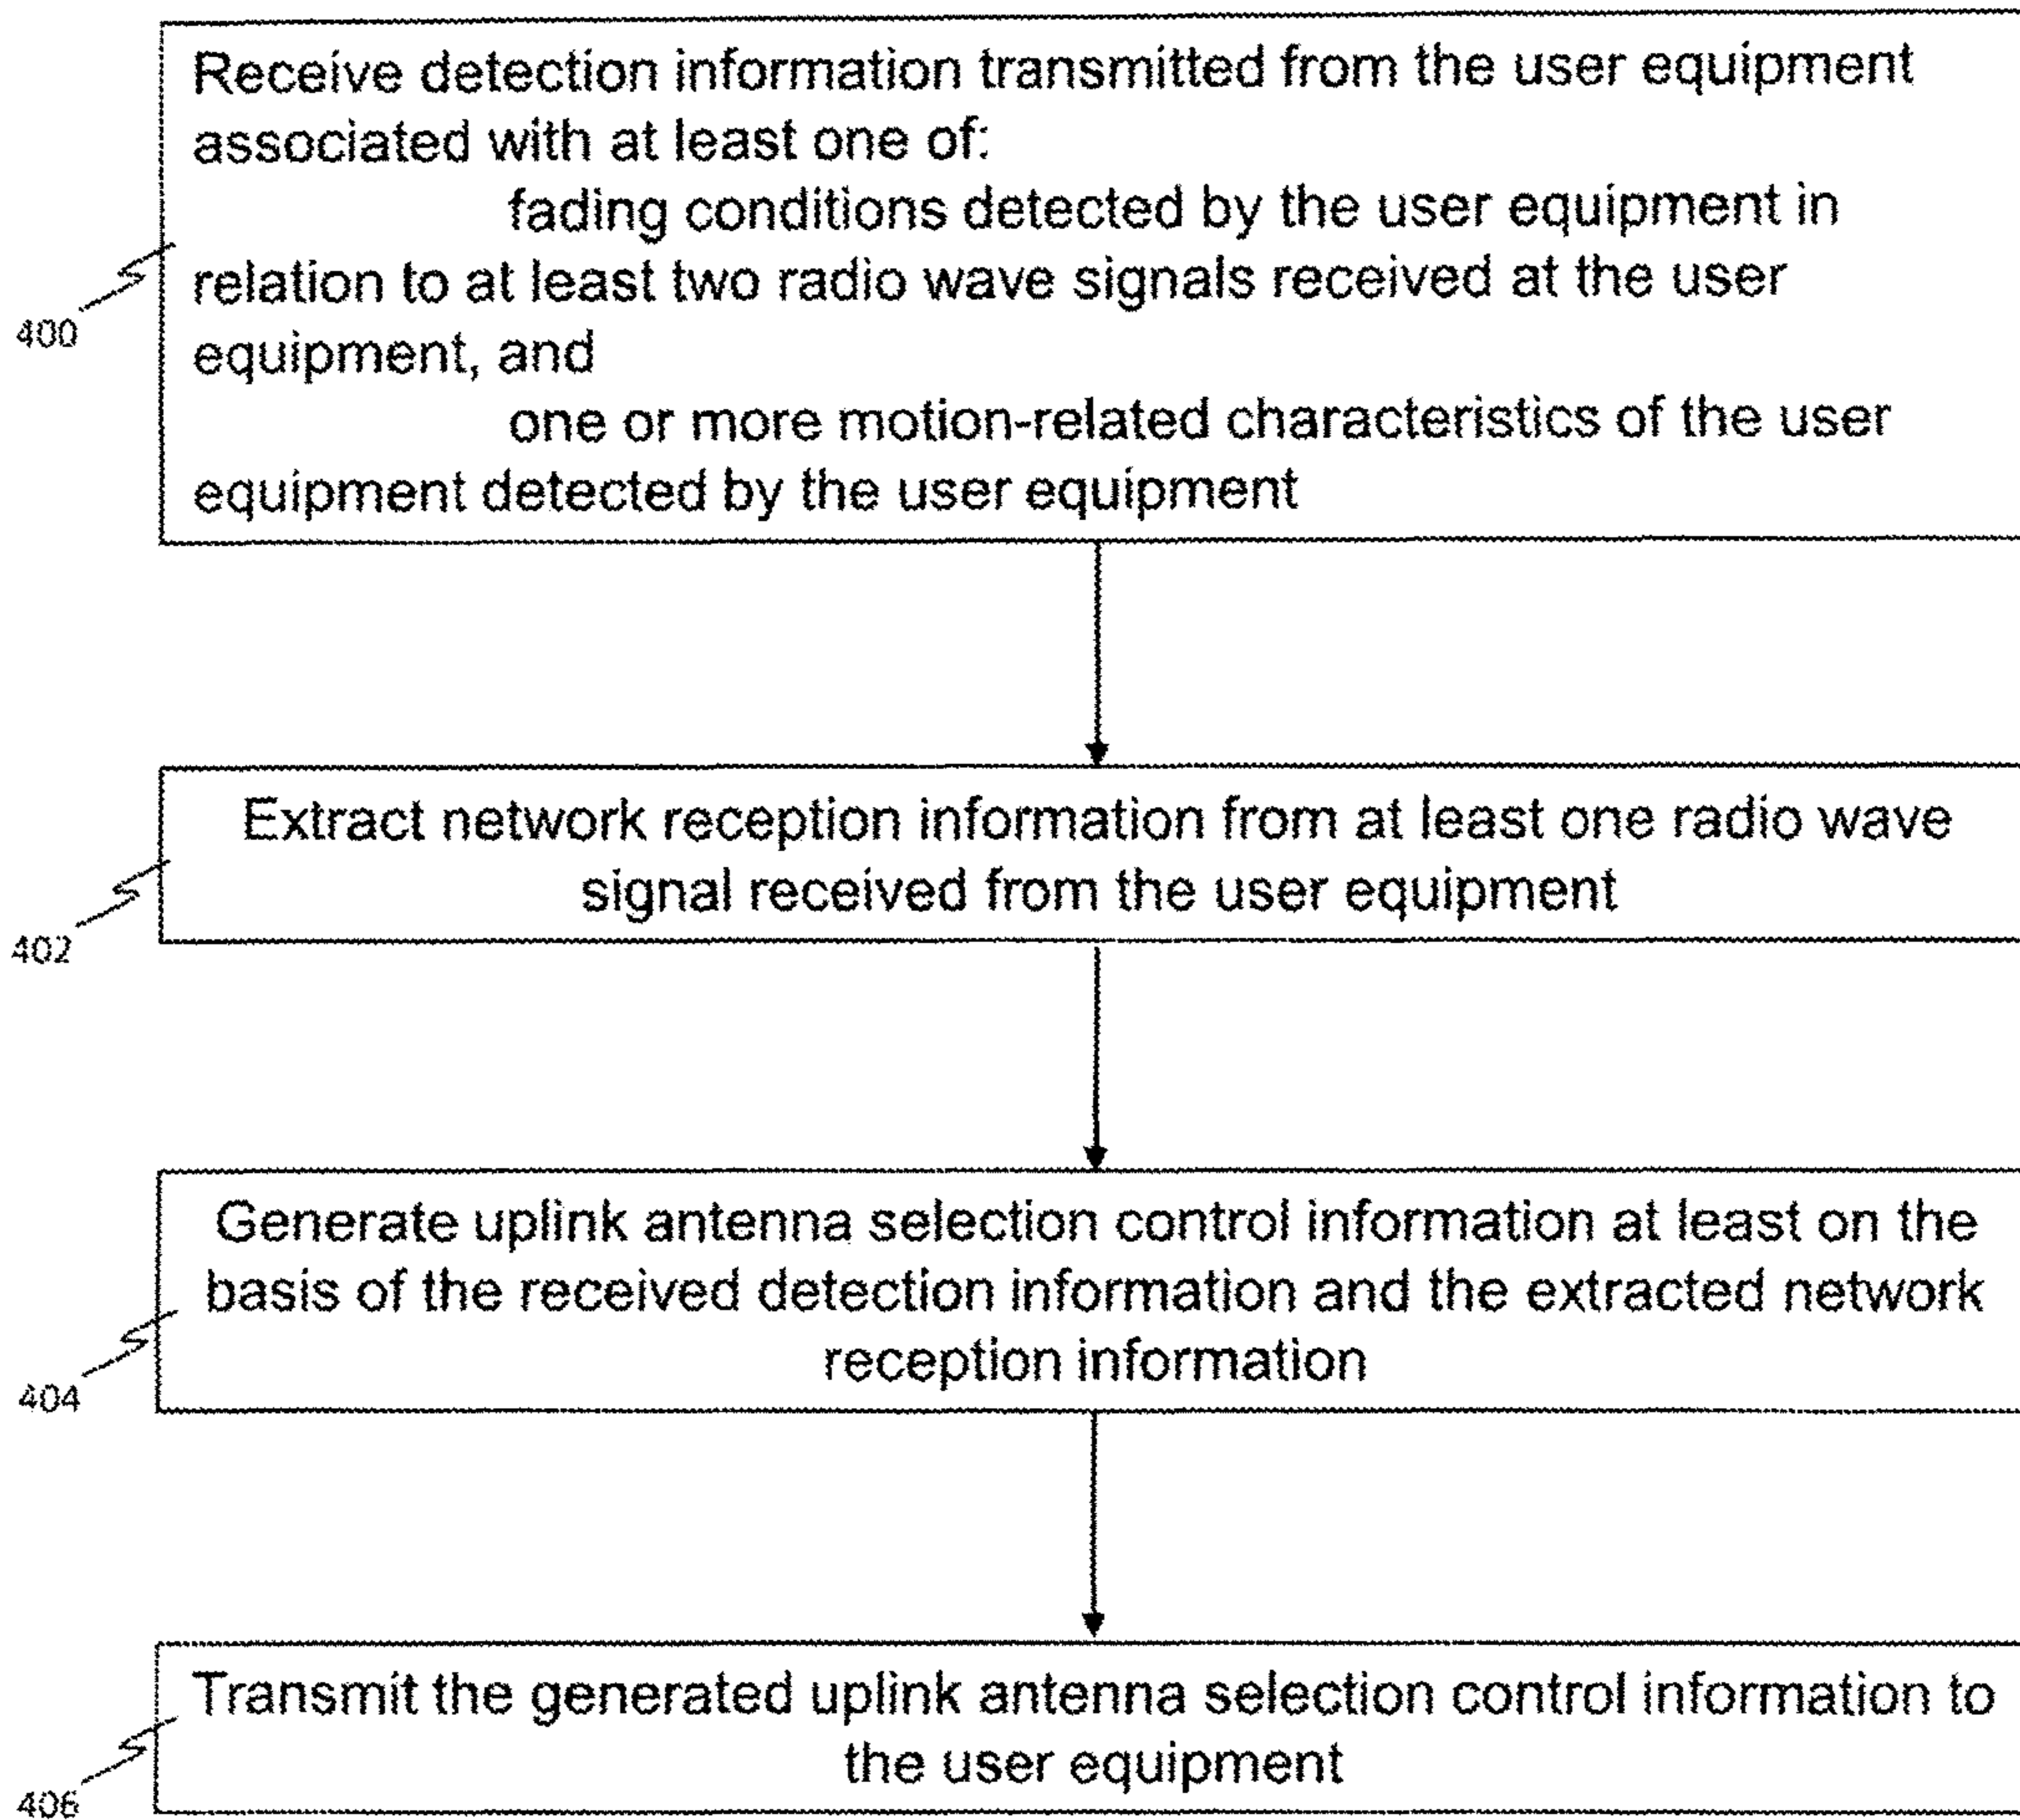 Receive detection information transmitted from the user equipment
associated with at least one of:
fading conditions detected by the user equipment in
relation to at least two radio wave signals received at the user
equipment, and
one or more motion-related characteristics of the user
equipment detected by the user equipment
400
Extract network reception information from at least one radio wave
signal received from the user equipment
402
Generate uplink antenna selection control information at least on the
basis of the received detection information and the extracted network
reception information
404
Transmit the generated uplink antenna selection control information to
the user equipment
406